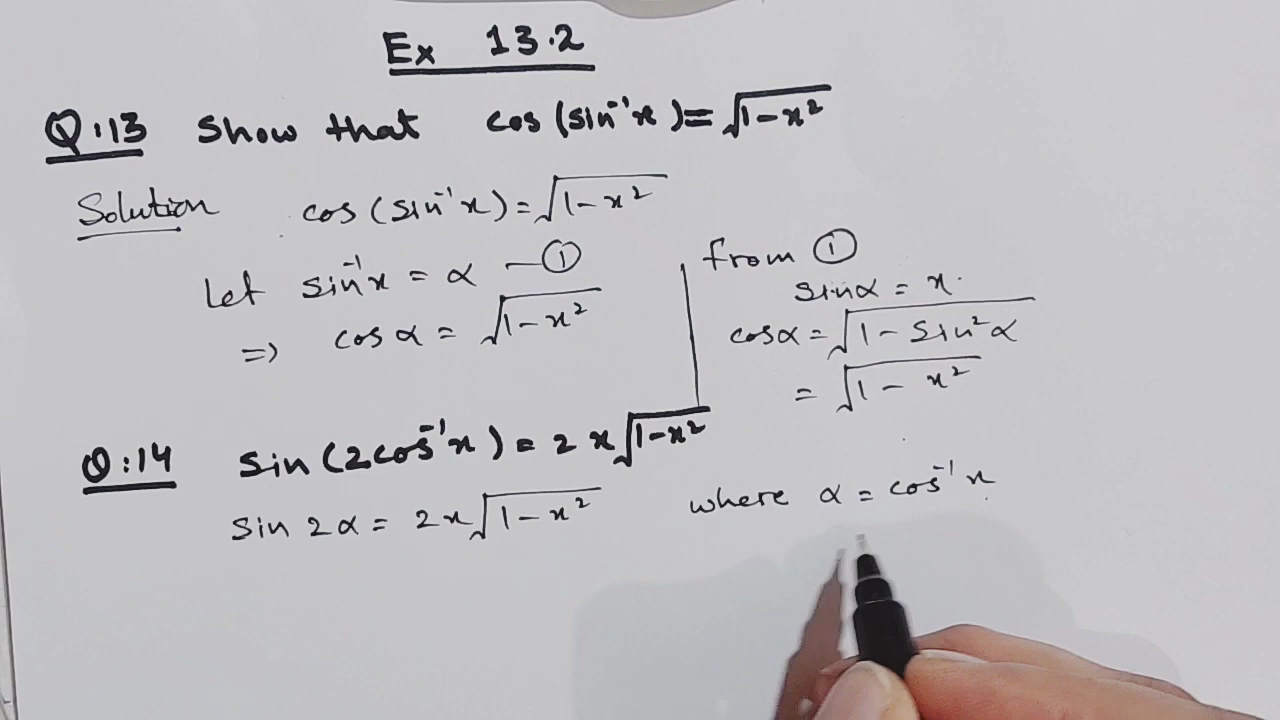 Ex 13.2
Q:13 Show that cos(sin⁻¹x)=√1-x²
Solution cos(sin⁻¹x)=√1-x²
Let sin⁻¹x = α —①
⇒ cos α = √1-x²
from ①
sinα = x.
cosα = √1-sin²α
= √1-x²
Q:14 sin(2cos⁻¹x) = 2x√1-x²
sin 2α = 2x√1-x² where α = cos⁻¹x.